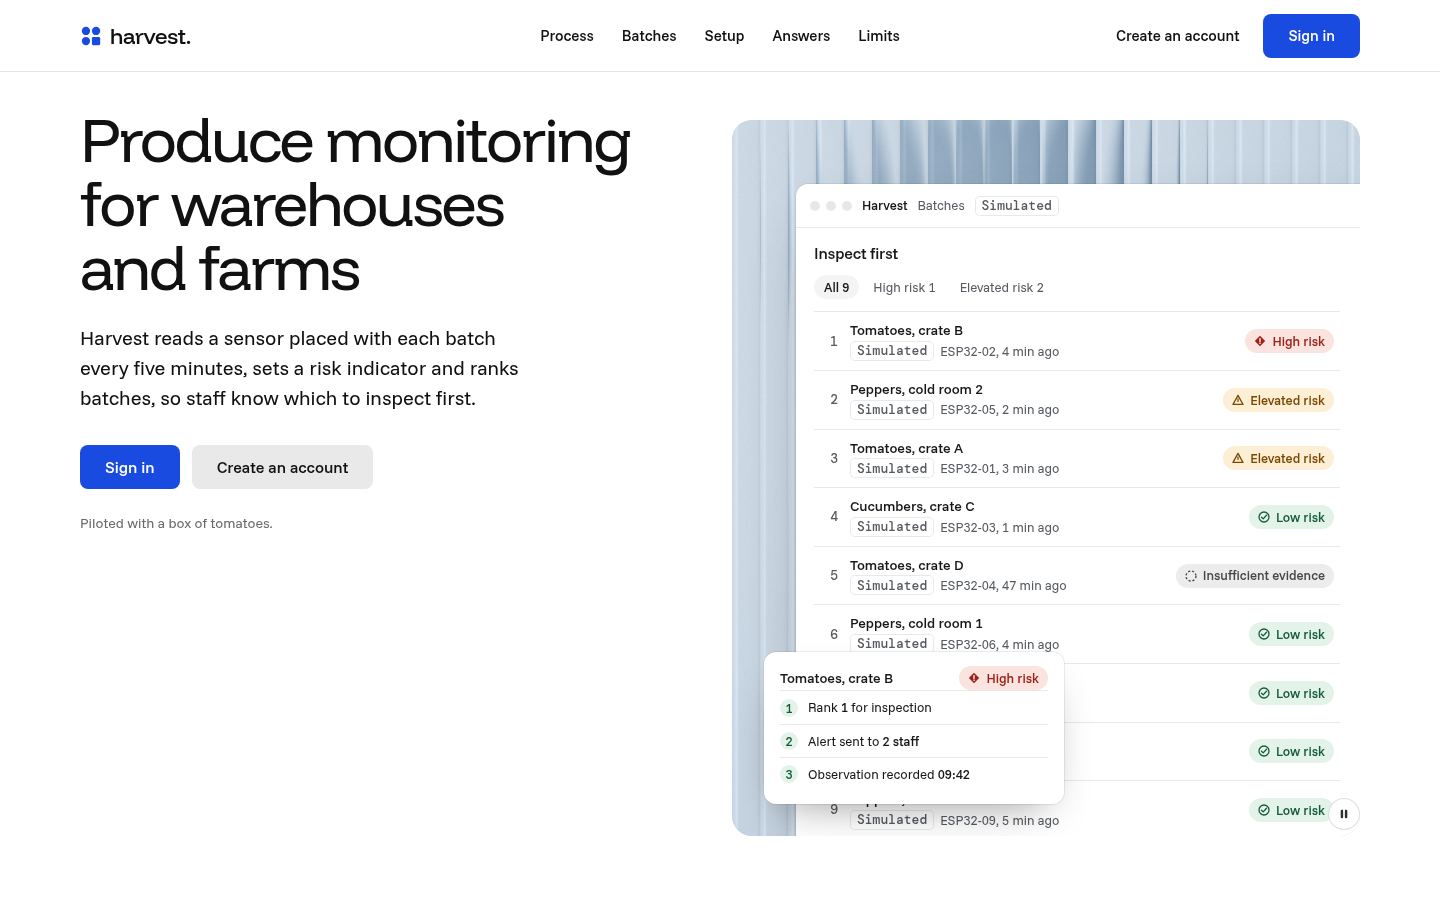 harvest.
Process Batches Setup Answers Limits
Create an account
Sign in
Produce monitoring
for warehouses
and farms
Harvest reads a sensor placed with each batch
every five minutes, sets a risk indicator and ranks
batches, so staff know which to inspect first.
Sign in
Create an account
Piloted with a box of tomatoes.
Harvest Batches Simulated
Inspect first
All 9 High risk 1 Elevated risk 2
1 Tomatoes, crate B
Simulated ESP32-02, 4 min ago
High risk
2 Peppers, cold room 2
Simulated ESP32-05, 2 min ago
Elevated risk
3 Tomatoes, crate A
Simulated ESP32-01, 3 min ago
Elevated risk
4 Cucumbers, crate C
Simulated ESP32-03, 1 min ago
Low risk
5 Tomatoes, crate D
Simulated ESP32-04, 47 min ago
Insufficient evidence
6 Peppers, cold room 1
Simulated ESP32-06, 4 min ago
Low risk
Low risk
Low risk
Tomatoes, crate B High risk
1 Rank 1 for inspection
2 Alert sent to 2 staff
3 Observation recorded 09:42
9
Simulated ESP32-09, 5 min ago
Low risk